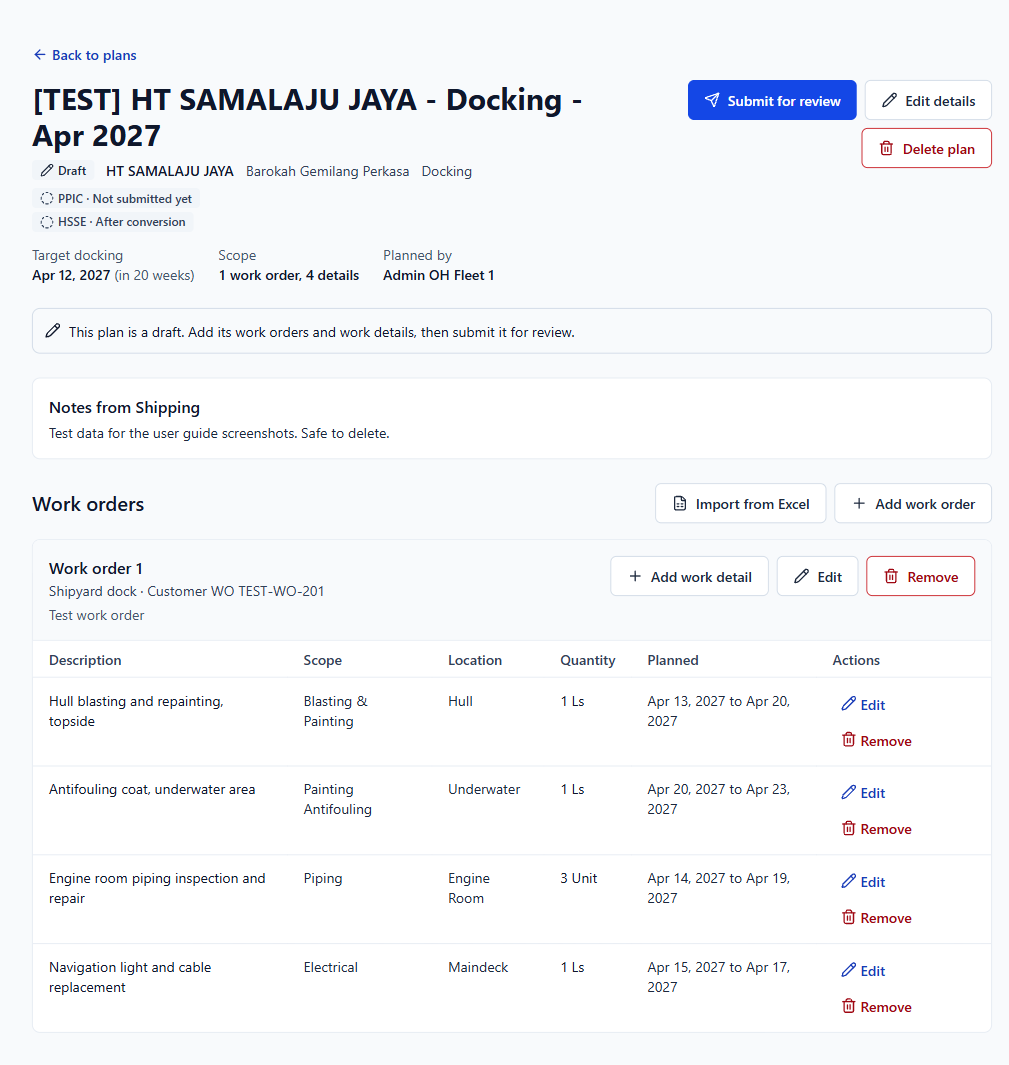 Back to plans
[TEST] HT SAMALAJU JAYA - Docking -
Apr 2027
Submit for review
Edit details
Delete plan
Draft HT SAMALAJU JAYA Barokah Gemilang Perkasa Docking
PPIC · Not submitted yet
HSSE · After conversion
Target docking Scope Planned by
Apr 12, 2027 (in 20 weeks) 1 work order, 4 details Admin OH Fleet 1
This plan is a draft. Add its work orders and work details, then submit it for review.
Notes from Shipping
Test data for the user guide screenshots. Safe to delete.
Work orders Import from Excel Add work order
Work order 1 Add work detail Edit Remove
Shipyard dock · Customer WO TEST-WO-201
Test work order
Description Scope Location Quantity Planned Actions
Hull blasting and repainting, Blasting & Hull 1 Ls Apr 13, 2027 to Apr 20, Edit
topside Painting 2027
Remove
Antifouling coat, underwater area Painting Underwater 1 Ls Apr 20, 2027 to Apr 23, Edit
Antifouling 2027
Remove
Engine room piping inspection and Piping Engine 3 Unit Apr 14, 2027 to Apr 19, Edit
repair Room 2027
Remove
Navigation light and cable Electrical Maindeck 1 Ls Apr 15, 2027 to Apr 17, Edit
replacement 2027
Remove